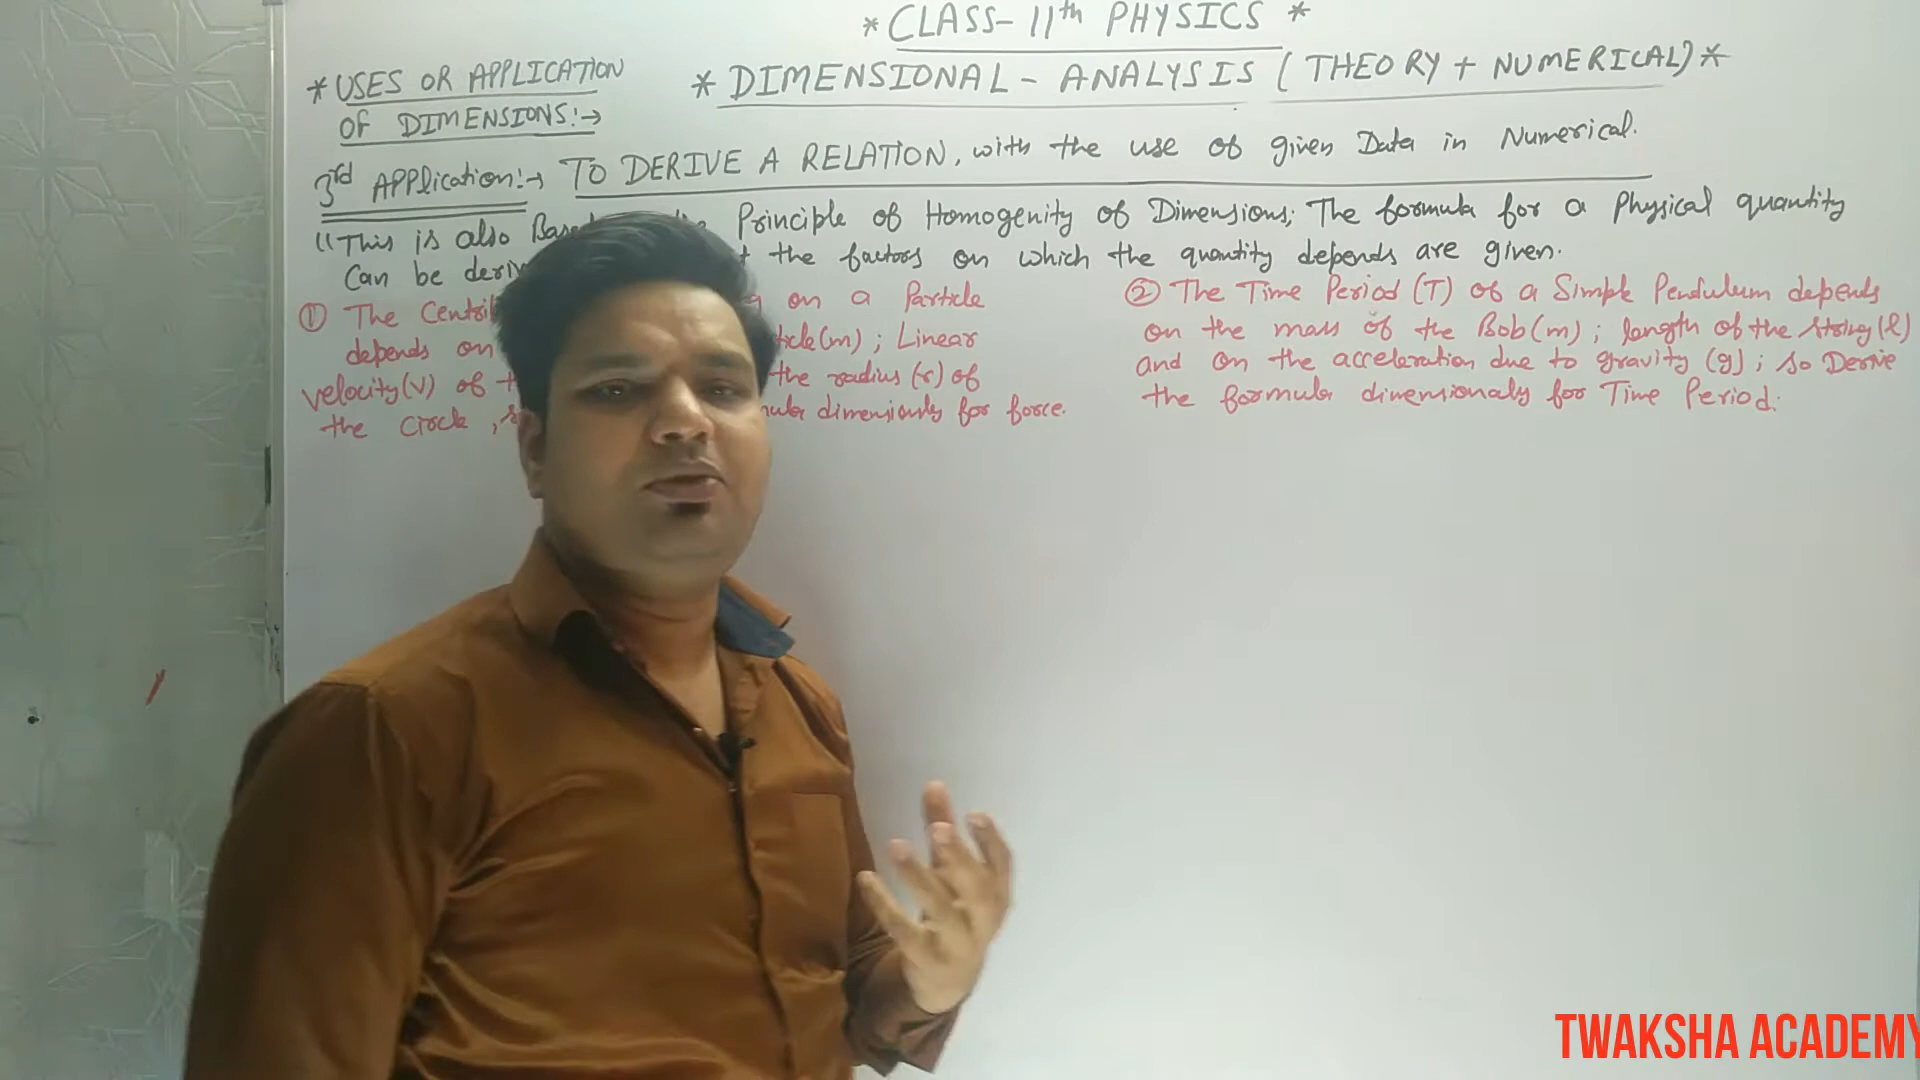 * CLASS- 11th PHYSICS *
* DIMENSIONAL - ANALYSIS ( THEORY + NUMERICAL) *
* USES OR APPLICATION
OF DIMENSIONS:→
3rd APPlication:→ TO DERIVE A RELATION, with the use of given Data in Numerical.
"This is also Principle of Homogenity of Dimensions; The formula for a Physical quantity
Can be the factors on which the quantity depends are given.
① The on a Particle
depends on (m) ; Linear
velocity(v) of the radius (r) of
the Circle , dimensionly for force.
② The Time Period (T) of a Simple Pendulum depends
on the mass of the Bob(m) ; length of the string (l)
and on the acceleration due to gravity (g) ; so Derive
the formula dimensionaly for Time Period.
TWAKSHA ACADEMY